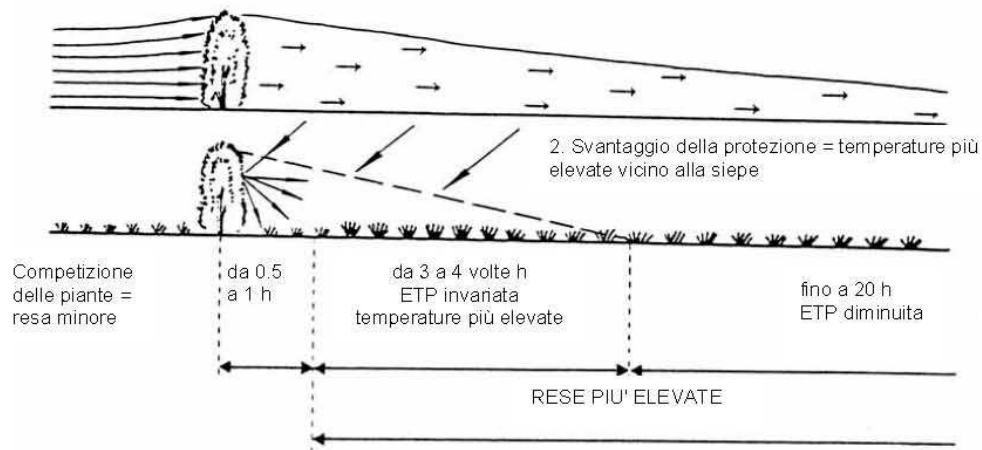 2. Svantaggio della protezione = temperature più
elevate vicino alla siepe
Competizione
delle piante =
resa minore
da 0.5
a 1 h
da 3 a 4 volte h
ETP invariata
temperature più elevate
fino a 20 h
ETP diminuita
RESE PIU' ELEVATE